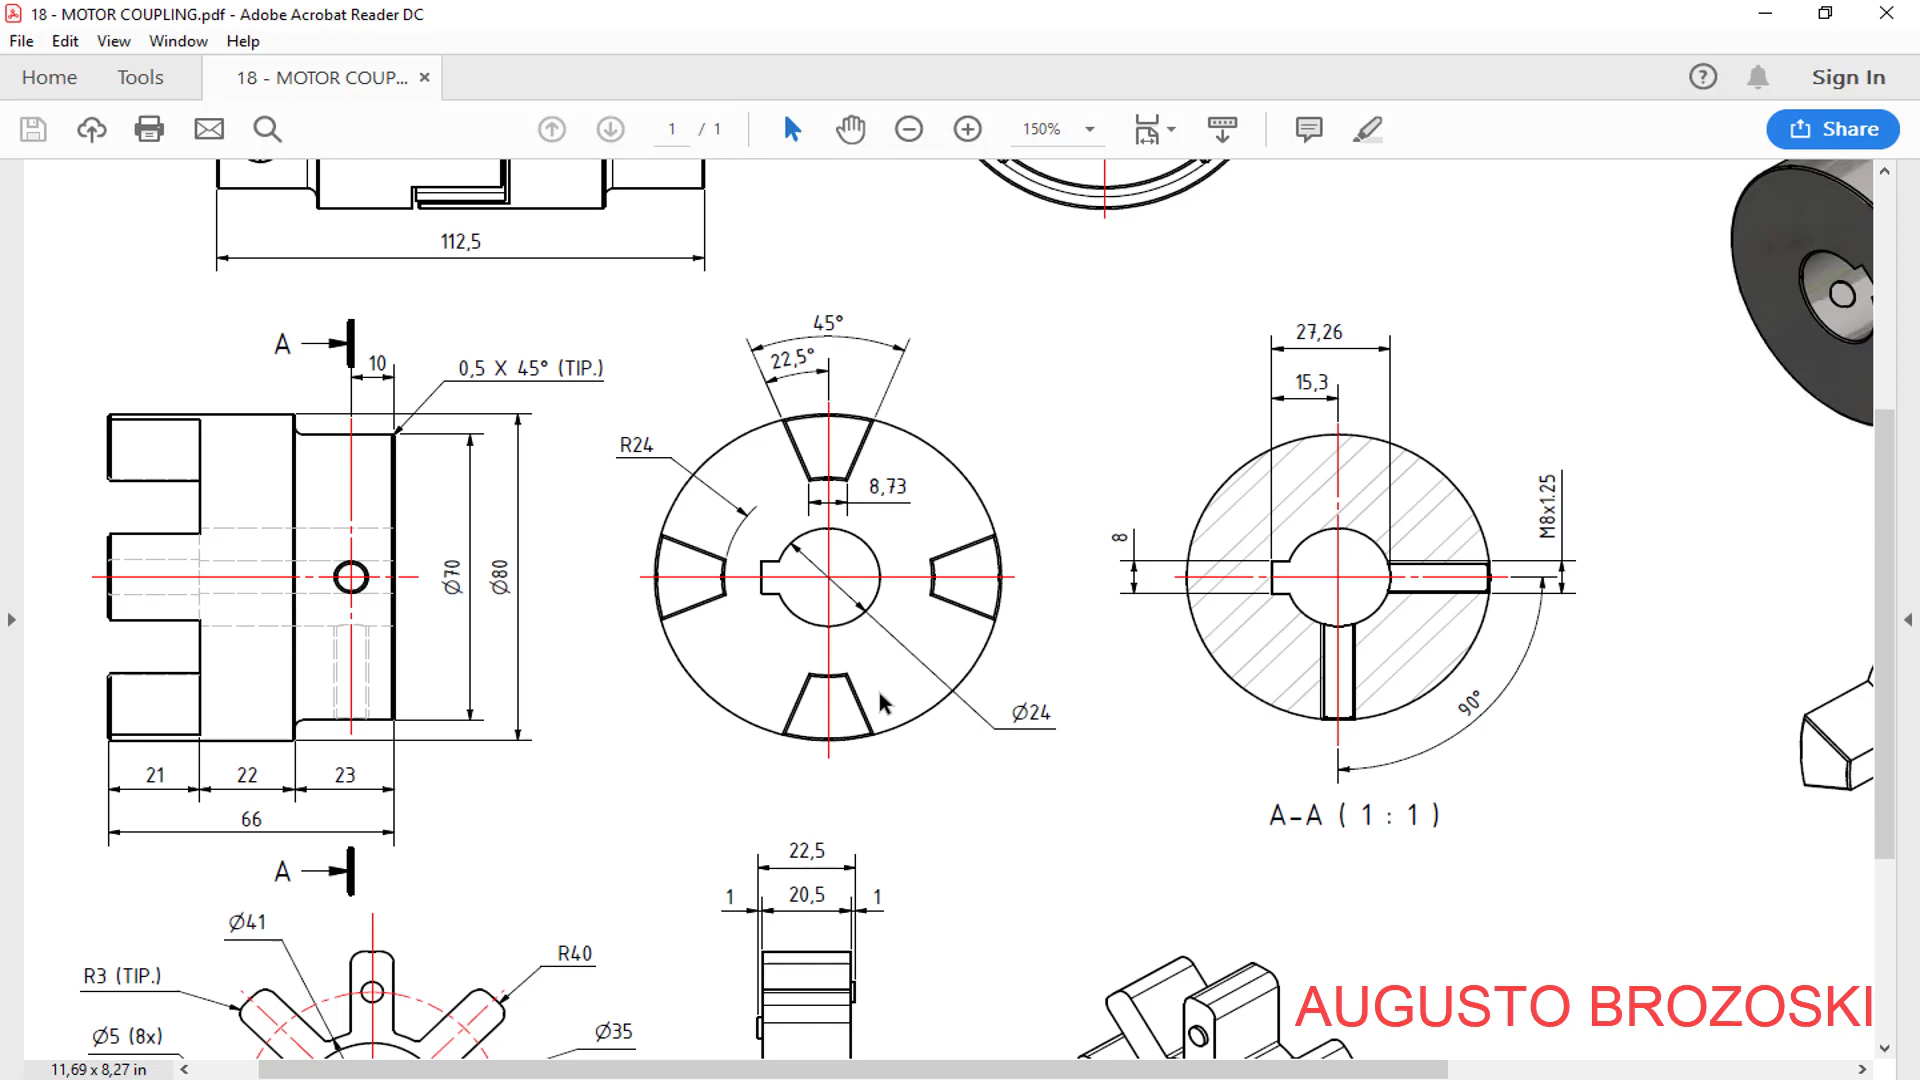 18 - MOTOR COUPLING.pdf - Adobe Acrobat Reader DC
File Edit View Window Help
Home Tools 18 - MOTOR COUP... × Sign In
1 / 1 150% Share
112,5
A
10
0,5 X 45° (TIP.)
Ø70
Ø80
21 22 23
66
A
45°
22,5°
R24
8,73
Ø24
27,26
15,3
8
M8x1.25
90°
A-A ( 1 : 1 )
Ø41
R3 (TIP.)
R40
Ø5 (8x)
Ø35
22,5
1 20,5 1
AUGUSTO BROZOSKI
11,69 x 8,27 in